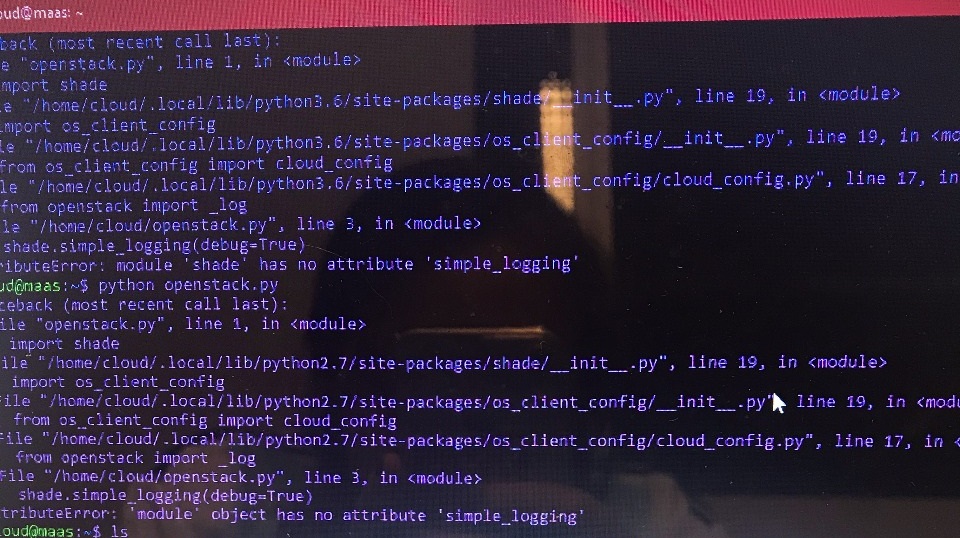 oud@maas: ~
back (most recent call last):
e "openstack.py", line 1, in <module>
import shade
le "/home/cloud/.local/lib/python3.6/site-packages/shade/__init__.py", line 19, in <module>
import os_client_config
le "/home/cloud/.local/lib/python3.6/site-packages/os_client_config/__init__.py", line 19, in <mo
from os_client_config import cloud_config
le "/home/cloud/.local/lib/python3.6/site-packages/os_client_config/cloud_config.py", line 17, in
from openstack import _log
le "/home/cloud/openstack.py", line 3, in <module>
shade.simple_logging(debug=True)
ributeError: module 'shade' has no attribute 'simple_logging'
ud@maas:~$ python openstack.py
ceback (most recent call last):
ile "openstack.py", line 1, in <module>
import shade
ile "/home/cloud/.local/lib/python2.7/site-packages/shade/__init__.py", line 19, in <module>
import os_client_config
File "/home/cloud/.local/lib/python2.7/site-packages/os_client_config/__init__.py" line 19, in <modu
from os_client_config import cloud_config
File "/home/cloud/.local/lib/python2.7/site-packages/os_client_config/cloud_config.py", line 17, in <
from openstack import _log
File "/home/cloud/openstack.py", line 3, in <module>
shade.simple_logging(debug=True)
tributeError: 'module' object has no attribute 'simple_logging'
oud@maas:~$ ls